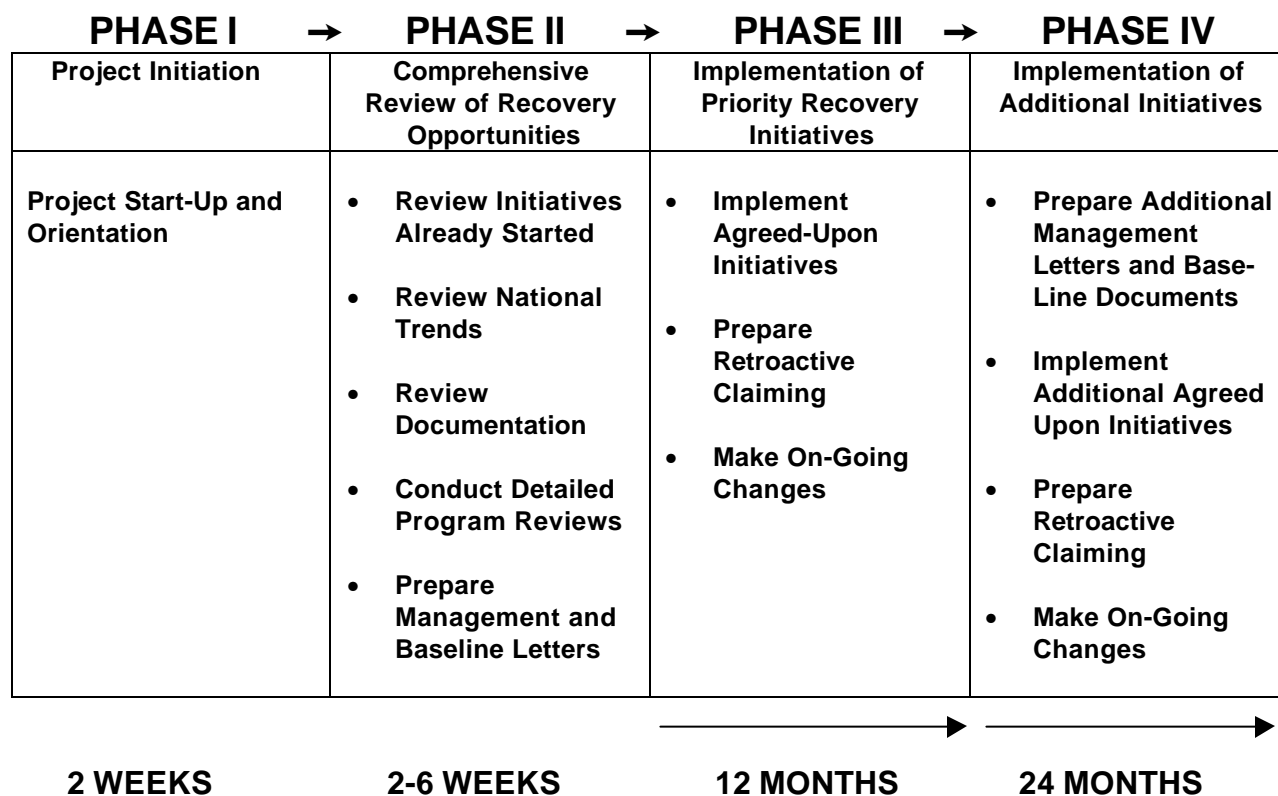 PHASE I → PHASE II → PHASE III → PHASE IV
Project Initiation
Comprehensive
Review of Recovery
Opportunities
Implementation of
Priority Recovery
Initiatives
Implementation of
Additional Initiatives
Project Start-Up and
Orientation
• Review Initiatives
Already Started
• Review National
Trends
• Review
Documentation
• Conduct Detailed
Program Reviews
• Prepare
Management and
Baseline Letters
• Implement
Agreed-Upon
Initiatives
• Prepare
Retroactive
Claiming
• Make On-Going
Changes
• Prepare Additional
Management
Letters and Base-
Line Documents
• Implement
Additional Agreed
Upon Initiatives
• Prepare
Retroactive
Claiming
• Make On-Going
Changes
2 WEEKS 2-6 WEEKS 12 MONTHS 24 MONTHS